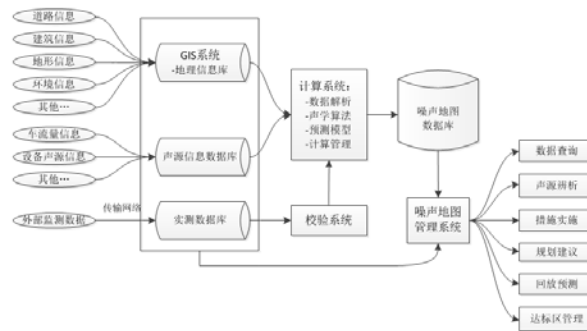 道路信息
建筑信息
地形信息
环境信息
其他…
车流量信息
设备声源信息
其他…
外部监测数据
传输网络
GIS系统
-地理信息库
声源信息数据库
实测数据库
计算系统：
-数据解析
-声学算法
-预测模型
-计算管理
校验系统
噪声地图
数据库
噪声地图
管理系统
数据查询
声源辨析
措施实施
规划建议
回放预测
达标区管理